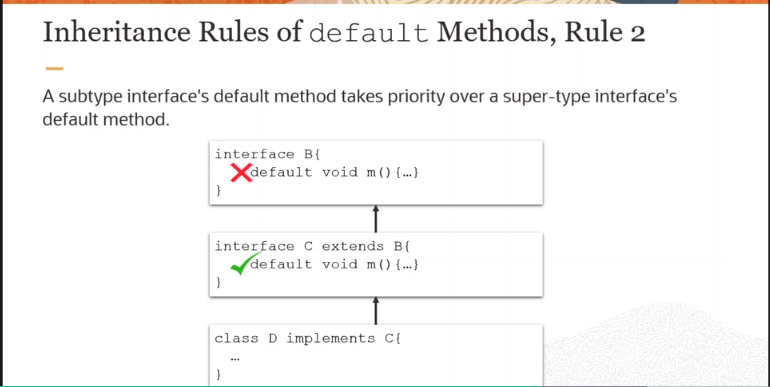 Inheritance Rules of default Methods, Rule 2
A subtype interface's default method takes priority over a super-type interface's
default method.
interface B{
default void m(){…}
}
interface C extends B{
default void m(){…}
}
class D implements C{
…
}